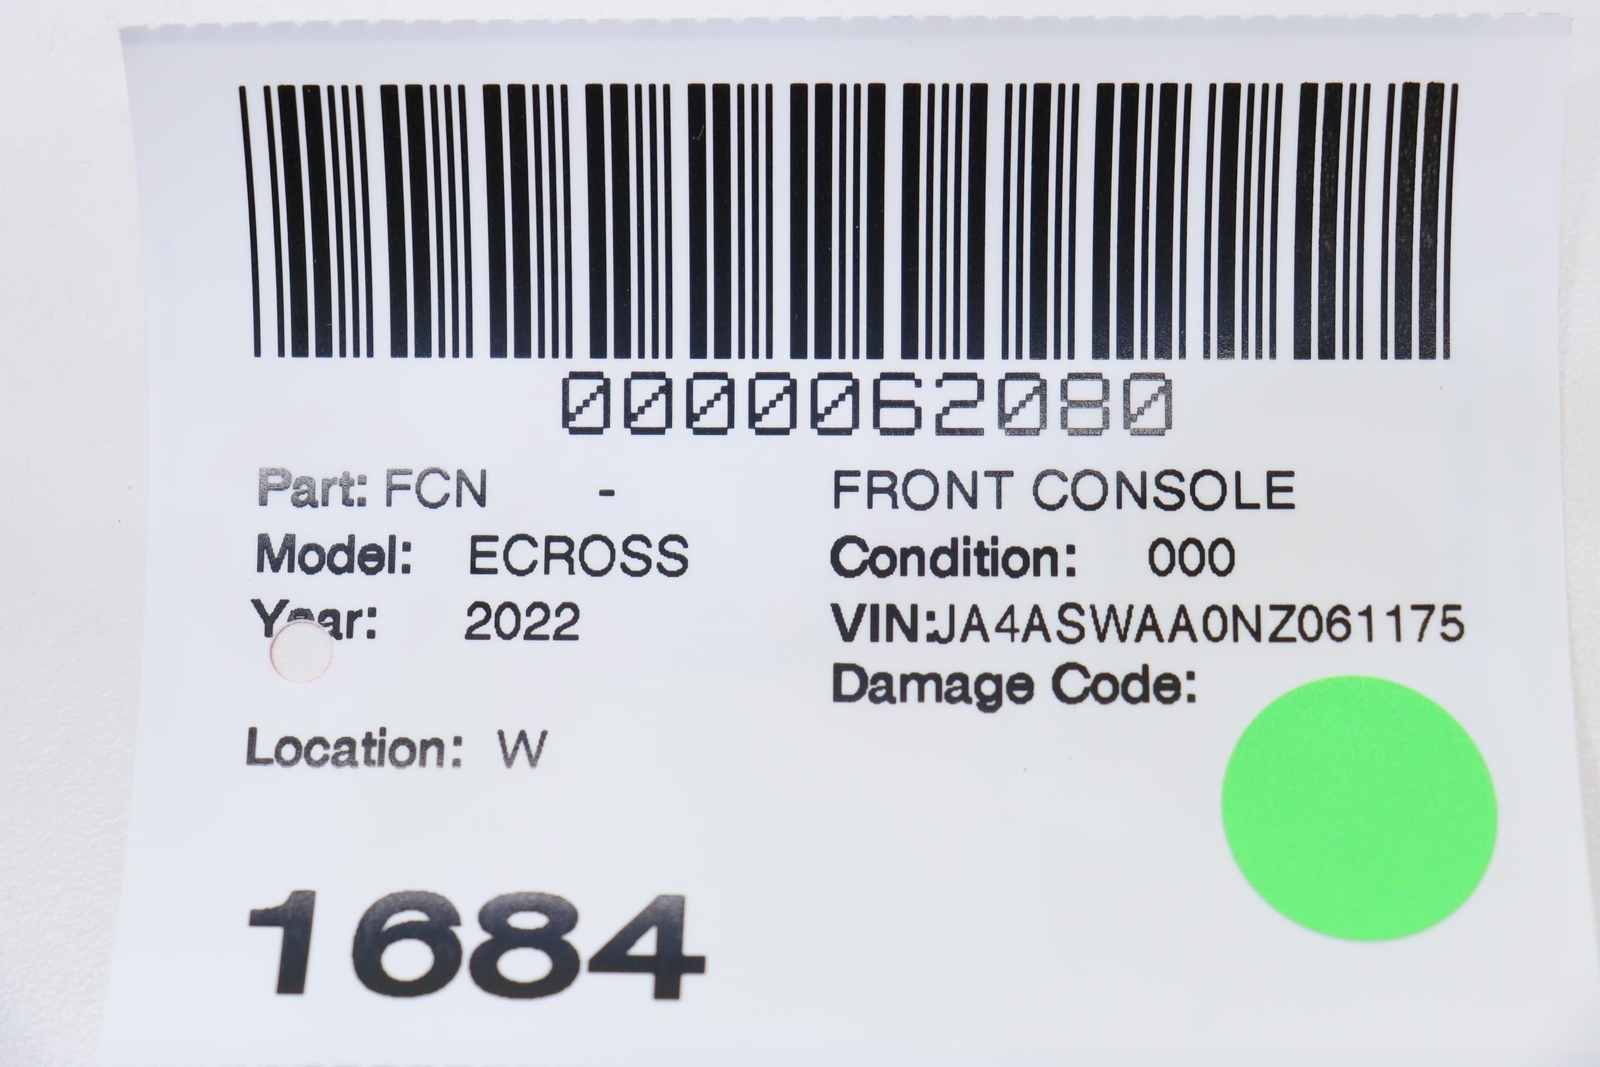 0000062080
Part: FCN - FRONT CONSOLE
Model: ECROSS Condition: 000
Year: 2022 VIN:JA4ASWAA0NZ061175
Damage Code:
Location: W
1684